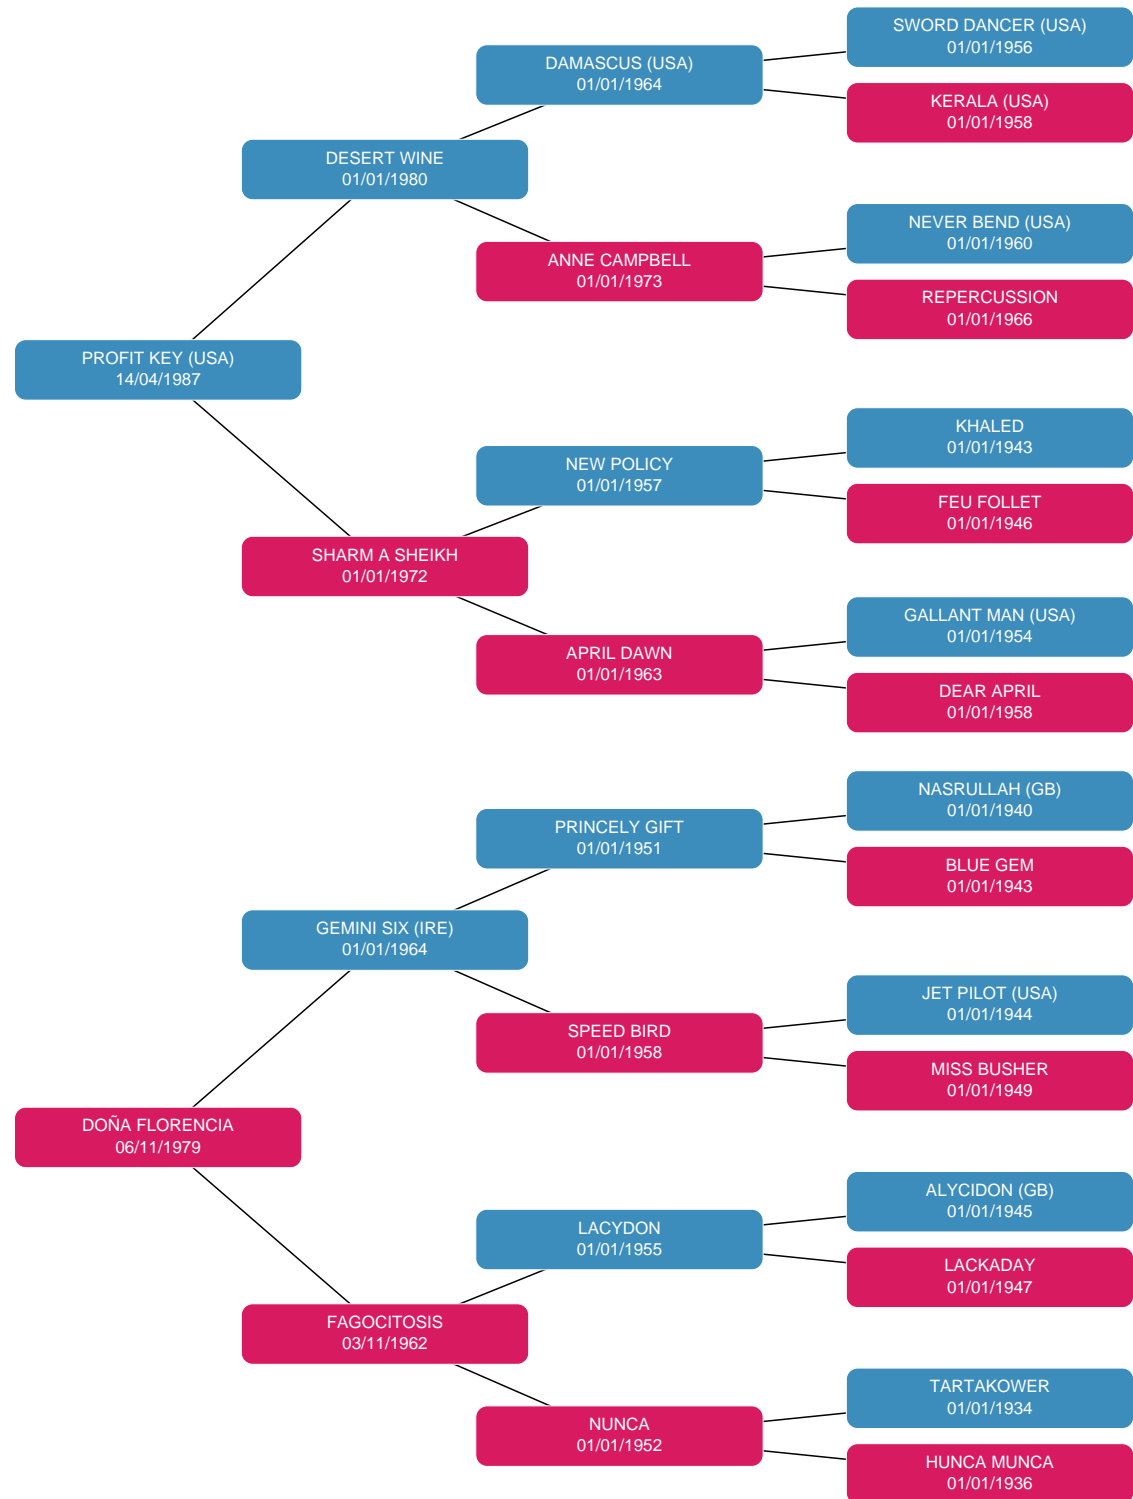 SWORD DANCER (USA)
01/01/1956
DAMASCUS (USA)
01/01/1964
KERALA (USA)
01/01/1958
DESERT WINE
01/01/1980
NEVER BEND (USA)
01/01/1960
ANNE CAMPBELL
01/01/1973
REPERCUSSION
01/01/1966
PROFIT KEY (USA)
14/04/1987
KHALED
01/01/1943
NEW POLICY
01/01/1957
FEU FOLLET
01/01/1946
SHARM A SHEIKH
01/01/1972
GALLANT MAN (USA)
01/01/1954
APRIL DAWN
01/01/1963
DEAR APRIL
01/01/1958
NASRULLAH (GB)
01/01/1940
PRINCELY GIFT
01/01/1951
BLUE GEM
01/01/1943
GEMINI SIX (IRE)
01/01/1964
JET PILOT (USA)
01/01/1944
SPEED BIRD
01/01/1958
MISS BUSHER
01/01/1949
DOÑA FLORENCIA
06/11/1979
ALYCIDON (GB)
01/01/1945
LACYDON
01/01/1955
LACKADAY
01/01/1947
FAGOCITOSIS
03/11/1962
TARTAKOWER
01/01/1934
NUNCA
01/01/1952
HUNCA MUNCA
01/01/1936